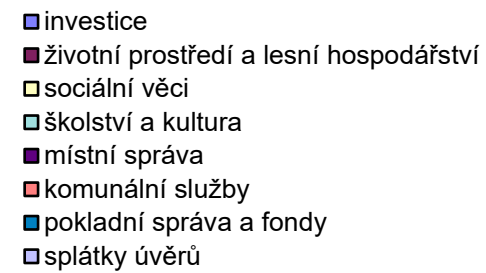 investice
životní prostředí a lesní hospodářství
sociální věci
školství a kultura
místní správa
komunální služby
pokladní správa a fondy
splátky úvěrů